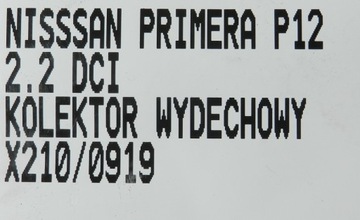 NISSSAN PRIMERA P12
2.2 DCI
KOLEKTOR WYDECHOWY
X210/0919